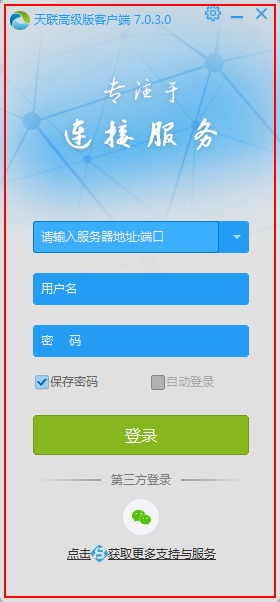 天联高级版客户端 7.0.3.0
专注于
连接服务
请输入服务器地址:端口
用户名
密 码
保存密码 自动登录
登录
第三方登录
点击获取更多支持与服务